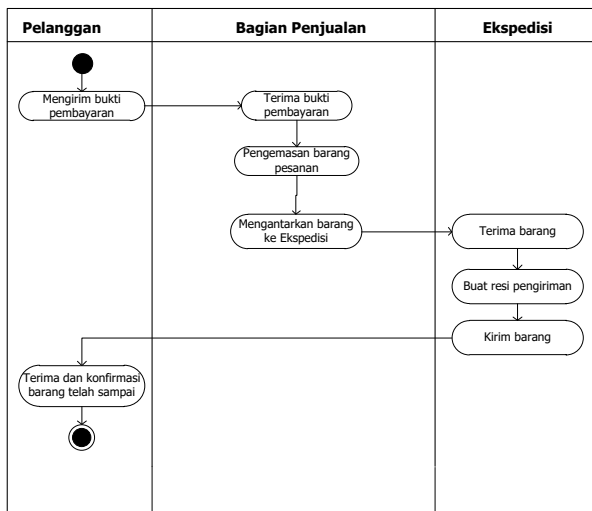 Pelanggan
Bagian Penjualan
Ekspedisi
Mengirim bukti
pembayaran
Terima bukti
pembayaran
Pengemasan barang
pesanan
Mengantarkan barang
ke Ekspedisi
Terima barang
Buat resi pengiriman
Kirim barang
Terima dan konfirmasi
barang telah sampai